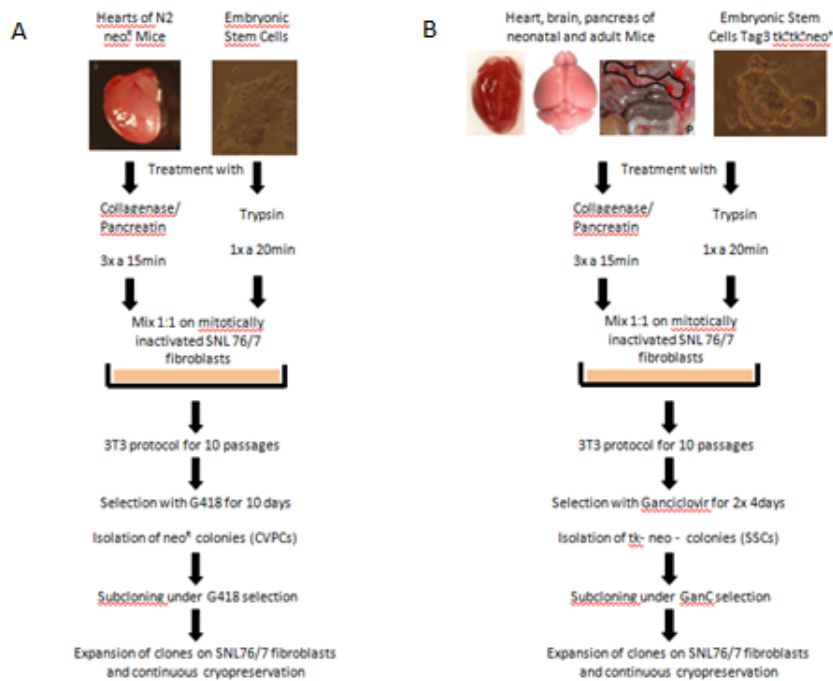 A
Hearts of N2
neoᴿ Mice
Embryonic
Stem Cells
Treatment with
Collagenase/
Pancreatin
3x a 15min
Trypsin
1x a 20min
Mix 1:1 on mitotically
inactivated SNL 76/7
fibroblasts
3T3 protocol for 10 passages
Selection with G418 for 10 days
Isolation of neoᴿ colonies (CVPCs)
Subcloning under G418 selection
Expansion of clones on SNL76/7 fibroblasts
and continuous cryopreservation
B
Heart, brain, pancreas of
neonatal and adult Mice
Embryonic Stem
Cells Tag3 tk⁺tk⁺neo⁺
P
Treatment with
Collagenase/
Pancreatin
3x a 15min
Trypsin
1x a 20min
Mix 1:1 on mitotically
inactivated SNL 76/7
fibroblasts
3T3 protocol for 10 passages
Selection with Ganciclovir for 2x 4days
Isolation of tk- neo - colonies (SSCs)
Subcloning under GanC selection
Expansion of clones on SNL76/7 fibroblasts
and continuous cryopreservation